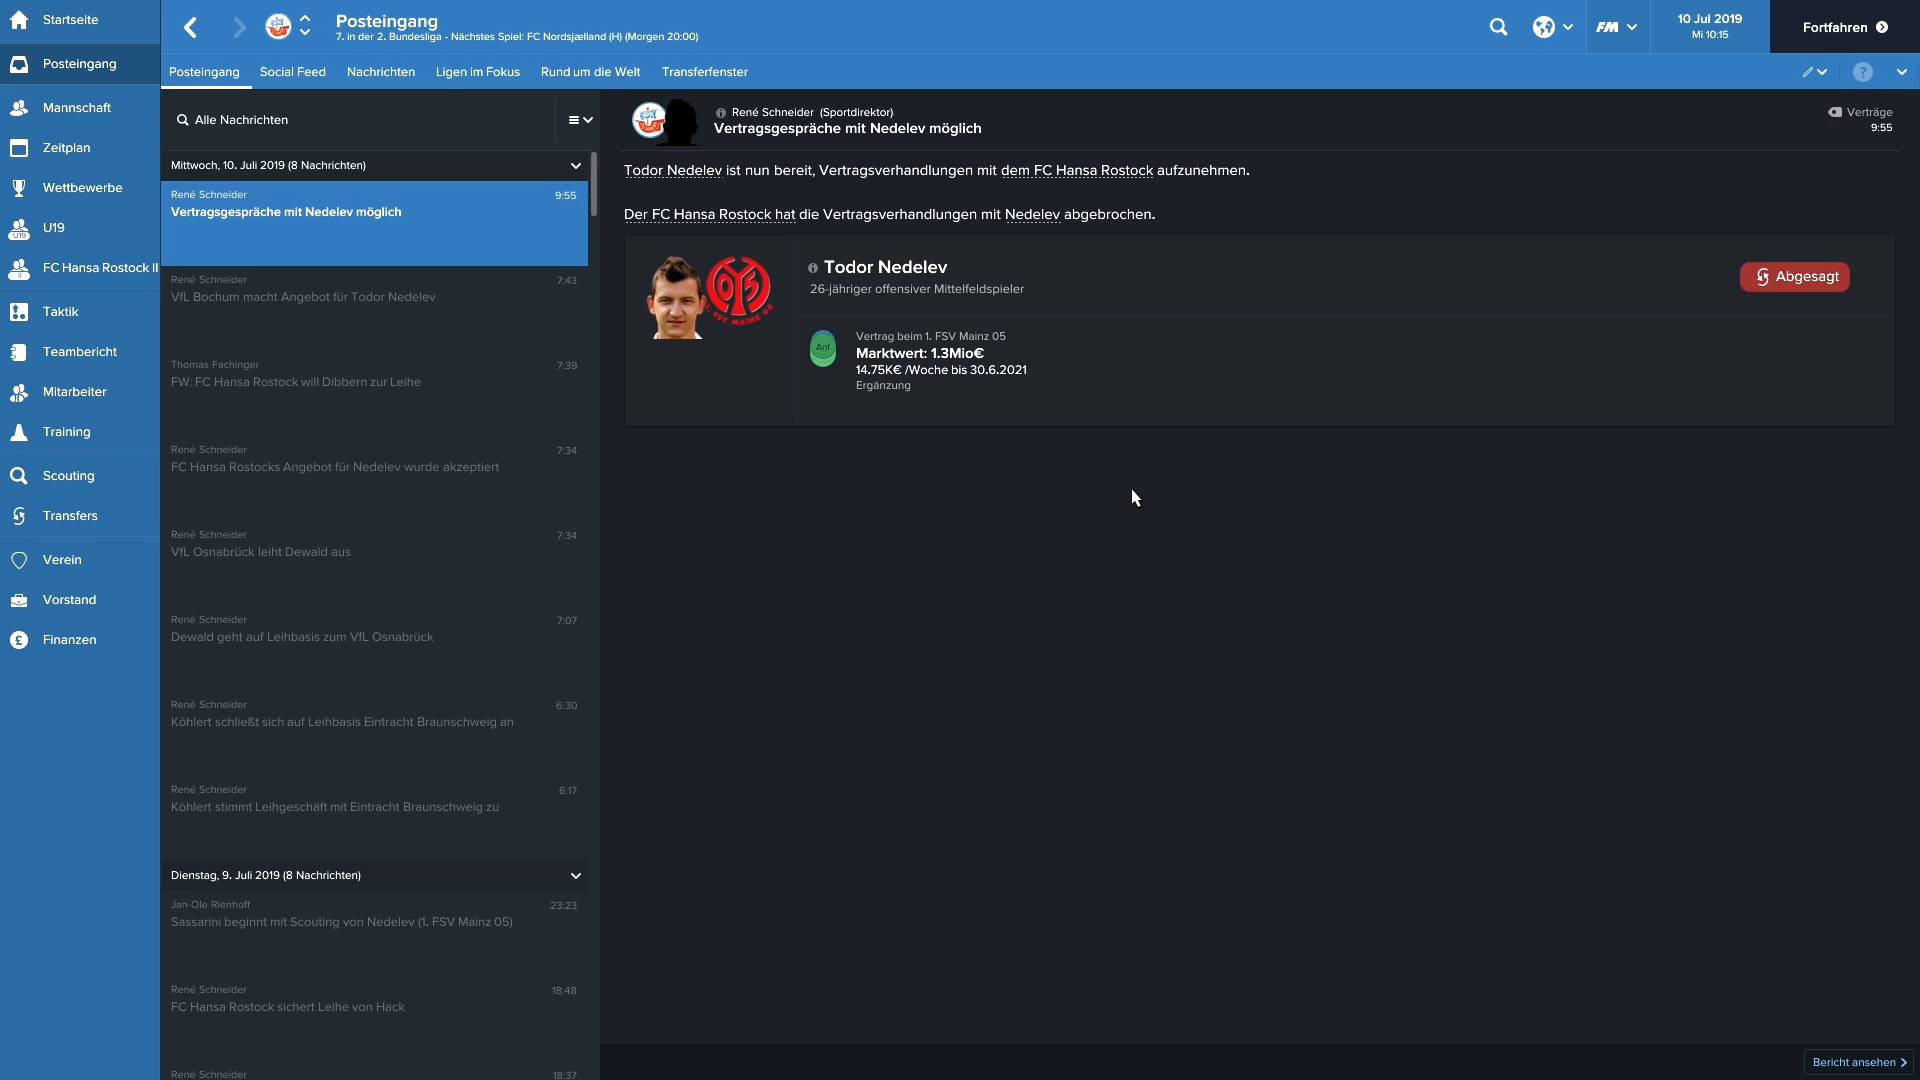 Startseite
Posteingang
Mannschaft
Zeitplan
Wettbewerbe
U19
FC Hansa Rostock II
Taktik
Teambericht
Mitarbeiter
Training
Scouting
Transfers
Verein
Vorstand
Finanzen
Posteingang
7. in der 2. Bundesliga - Nächstes Spiel: FC Nordsjælland (H) (Morgen 20:00)
FM
10 Jul 2019
Mi 10:15
Fortfahren
Posteingang Social Feed Nachrichten Ligen im Fokus Rund um die Welt Transferfenster
?
Alle Nachrichten
Mittwoch, 10. Juli 2019 (8 Nachrichten)
René Schneider 9:55
Vertragsgespräche mit Nedelev möglich
René Schneider 7:43
VfL Bochum macht Angebot für Todor Nedelev
Thomas Fachinger 7:39
FW: FC Hansa Rostock will Dibbern zur Leihe
René Schneider 7:34
FC Hansa Rostocks Angebot für Nedelev wurde akzeptiert
René Schneider 7:34
VfL Osnabrück leiht Dewald aus
René Schneider 7:07
Dewald geht auf Leihbasis zum VfL Osnabrück
René Schneider 6:30
Köhlert schließt sich auf Leihbasis Eintracht Braunschweig an
René Schneider 6:17
Köhlert stimmt Leihgeschäft mit Eintracht Braunschweig zu
Dienstag, 9. Juli 2019 (8 Nachrichten)
Jan-Ole Rienhoff 23:23
Sassarini beginnt mit Scouting von Nedelev (1. FSV Mainz 05)
René Schneider 18:48
FC Hansa Rostock sichert Leihe von Hack
René Schneider 18:37
René Schneider (Sportdirektor)
Vertragsgespräche mit Nedelev möglich
Verträge
9:55
Todor Nedelev ist nun bereit, Vertragsverhandlungen mit dem FC Hansa Rostock aufzunehmen.
Der FC Hansa Rostock hat die Vertragsverhandlungen mit Nedelev abgebrochen.
1. FSV MAINZ 05
Todor Nedelev
26-jähriger offensiver Mittelfeldspieler
Abgesagt
Anf
Vertrag beim 1. FSV Mainz 05
Marktwert: 1.3Mio€
14.75K€ /Woche bis 30.6.2021
Ergänzung
Bericht ansehen